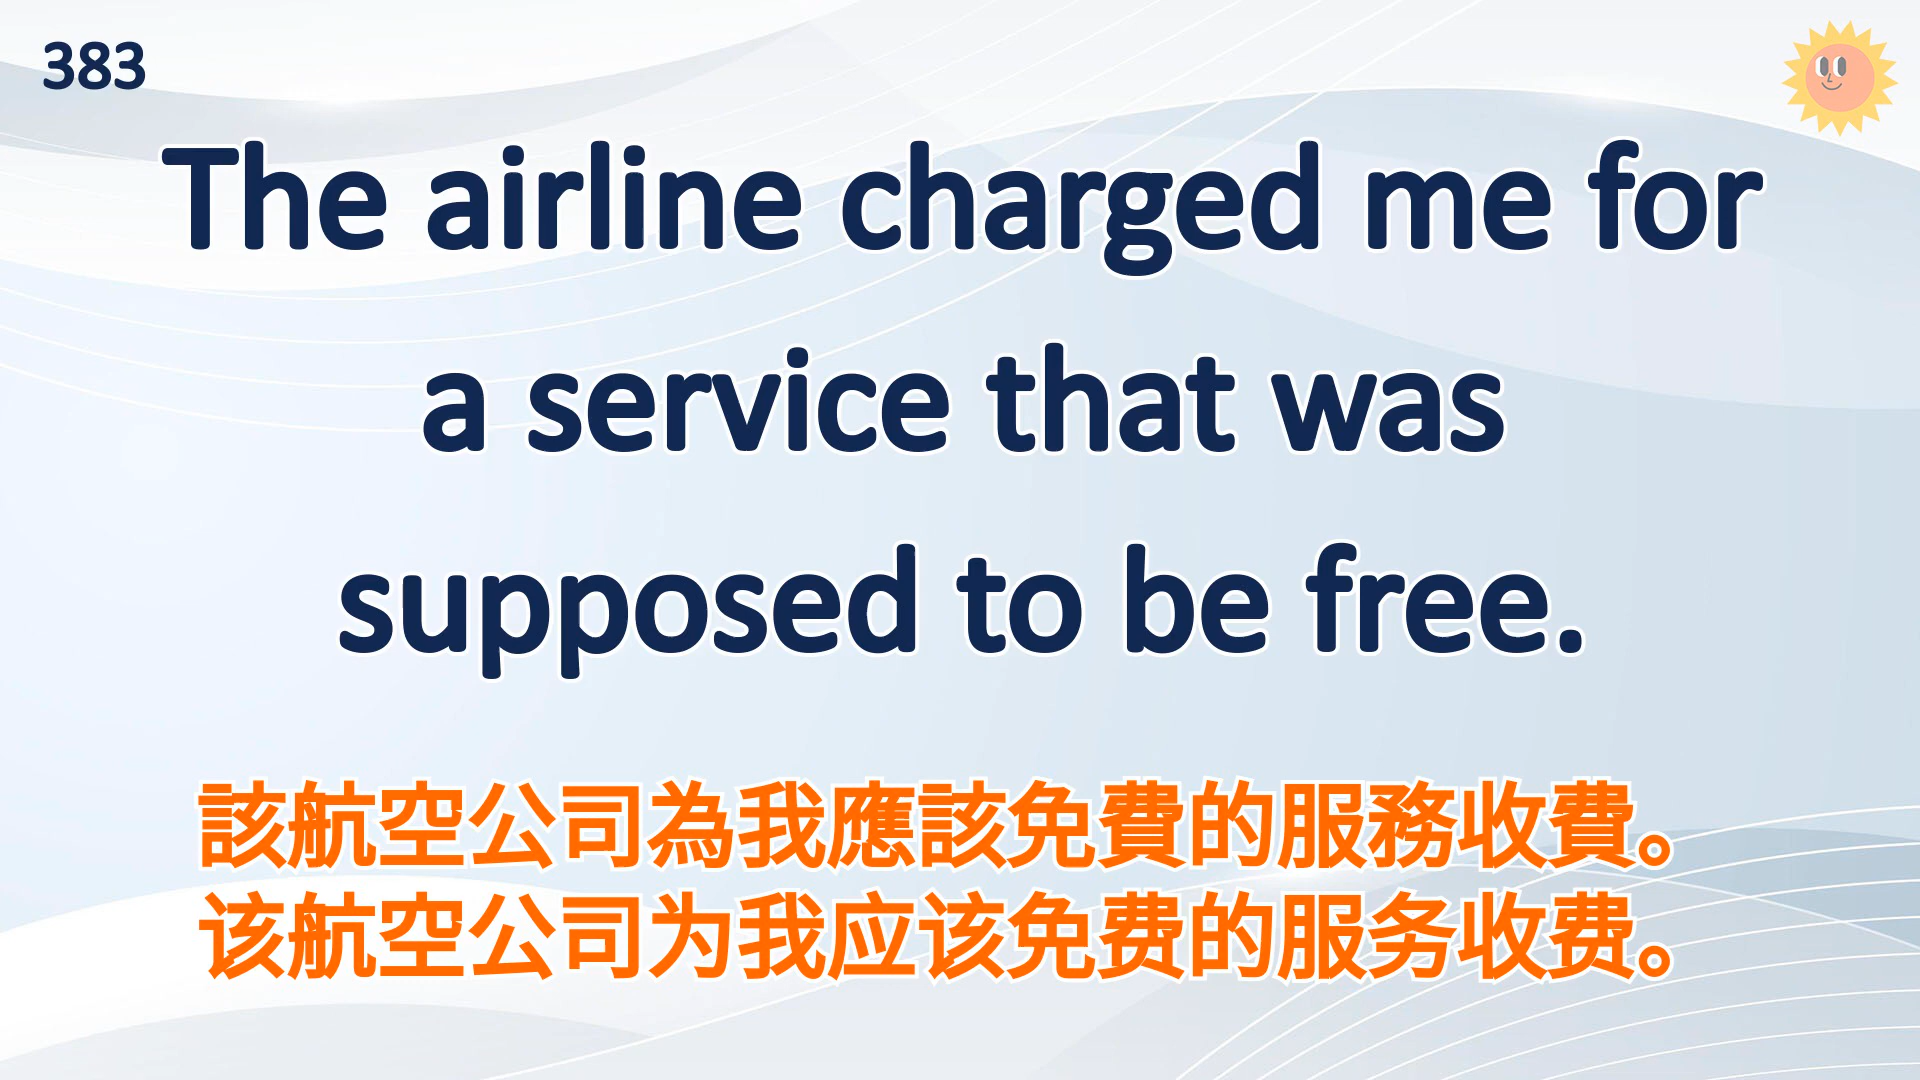 383
The airline charged me for
a service that was
supposed to be free.
該航空公司為我應該免費的服務收費。
该航空公司为我应该免费的服务收费。